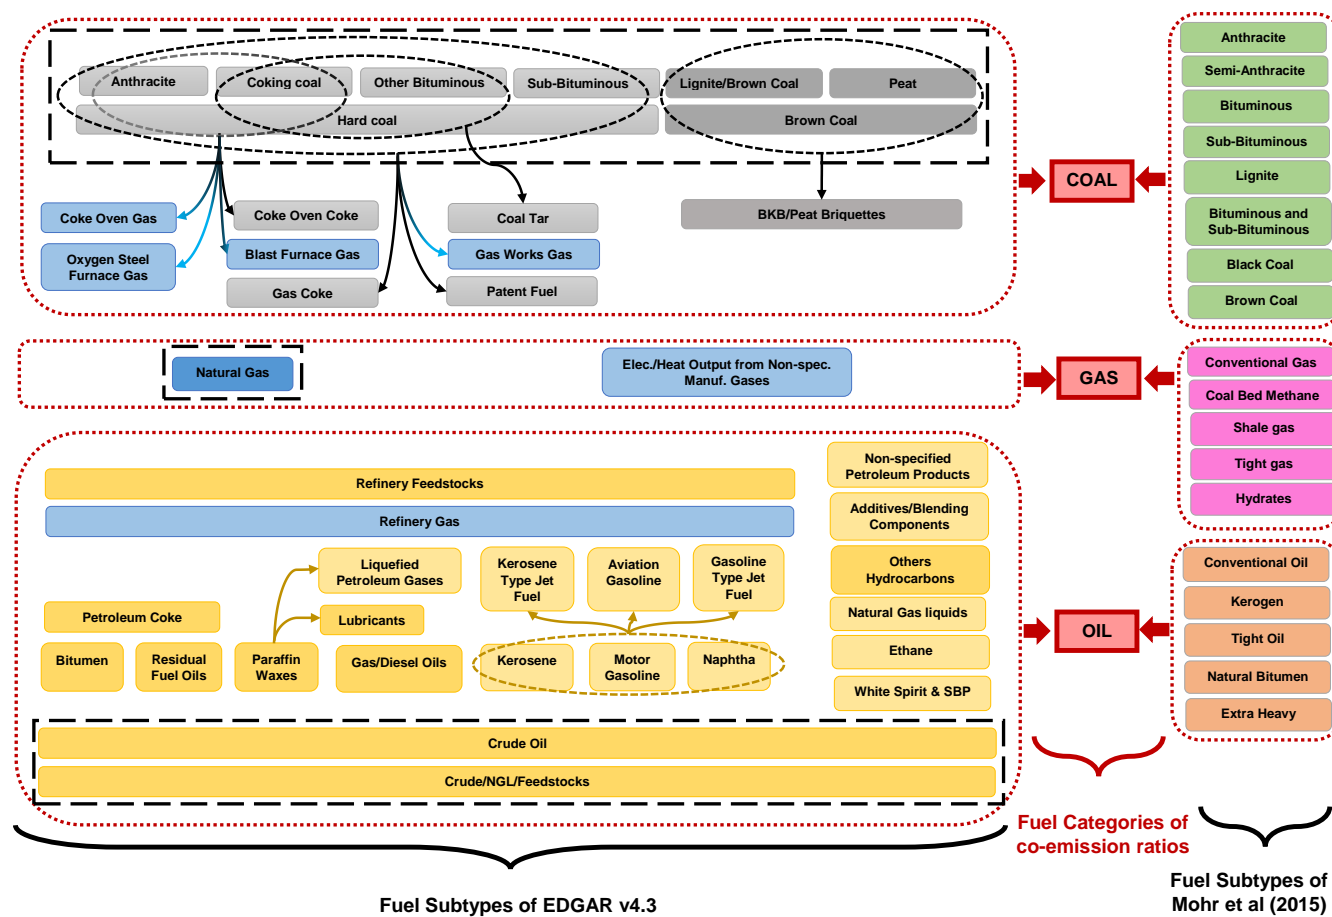 Anthracite
Coking coal
Other Bituminous
Sub-Bituminous
Lignite/Brown Coal
Peat
Hard coal
Brown Coal
Coke Oven Gas
Coke Oven Coke
Coal Tar
BKB/Peat Briquettes
Oxygen Steel
Furnace Gas
Blast Furnace Gas
Gas Works Gas
Gas Coke
Patent Fuel
COAL
Anthracite
Semi-Anthracite
Bituminous
Sub-Bituminous
Lignite
Bituminous and
Sub-Bituminous
Black Coal
Brown Coal
Natural Gas
Elec./Heat Output from Non-spec.
Manuf. Gases
GAS
Conventional Gas
Coal Bed Methane
Shale gas
Tight gas
Hydrates
Refinery Feedstocks
Refinery Gas
Liquefied
Petroleum Gases
Kerosene
Type Jet
Fuel
Aviation
Gasoline
Gasoline
Type Jet
Fuel
Petroleum Coke
Lubricants
Bitumen
Residual
Fuel Oils
Paraffin
Waxes
Gas/Diesel Oils
Kerosene
Motor
Gasoline
Naphtha
Non-specified
Petroleum Products
Additives/Blending
Components
Others
Hydrocarbons
Natural Gas liquids
Ethane
White Spirit & SBP
Crude Oil
Crude/NGL/Feedstocks
OIL
Conventional Oil
Kerogen
Tight Oil
Natural Bitumen
Extra Heavy
Fuel Categories of
co-emission ratios
Fuel Subtypes of EDGAR v4.3
Fuel Subtypes of
Mohr et al (2015)